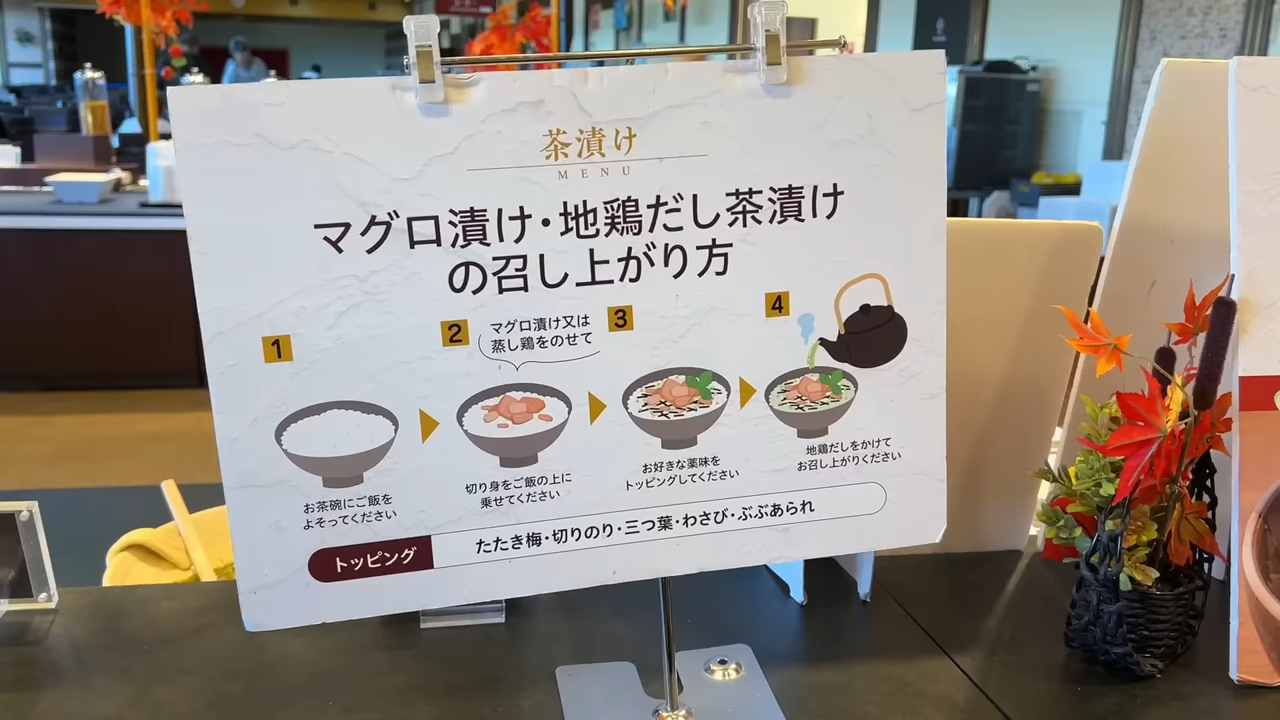 茶漬け
MENU
マグロ漬け・地鶏だし茶漬け
の召し上がり方
1
お茶碗にご飯を
よそってください
2
マグロ漬け又は
蒸し鶏をのせて
切り身をご飯の上に
乗せてください
3
お好きな薬味を
トッピングしてください
4
地鶏だしをかけて
お召し上がりください
トッピング
たたき梅・切りのり・三つ葉・わさび・ぶぶあられ